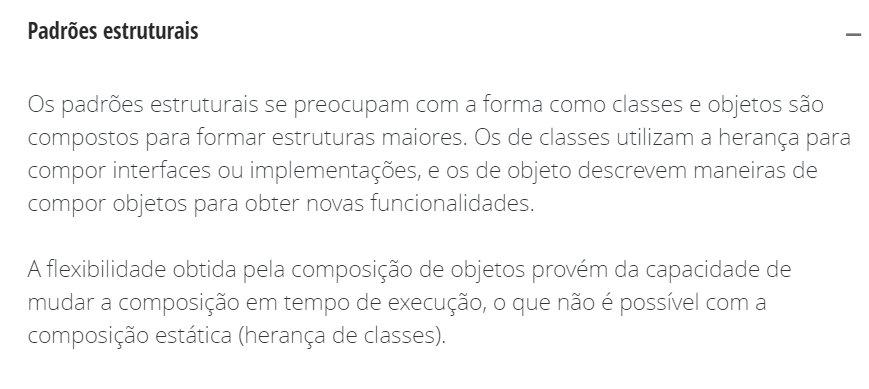 Padrões estruturais
Os padrões estruturais se preocupam com a forma como classes e objetos são
compostos para formar estruturas maiores. Os de classes utilizam a herança para
compor interfaces ou implementações, e os de objeto descrevem maneiras de
compor objetos para obter novas funcionalidades.
A flexibilidade obtida pela composição de objetos provém da capacidade de
mudar a composição em tempo de execução, o que não é possível com a
composição estática (herança de classes).